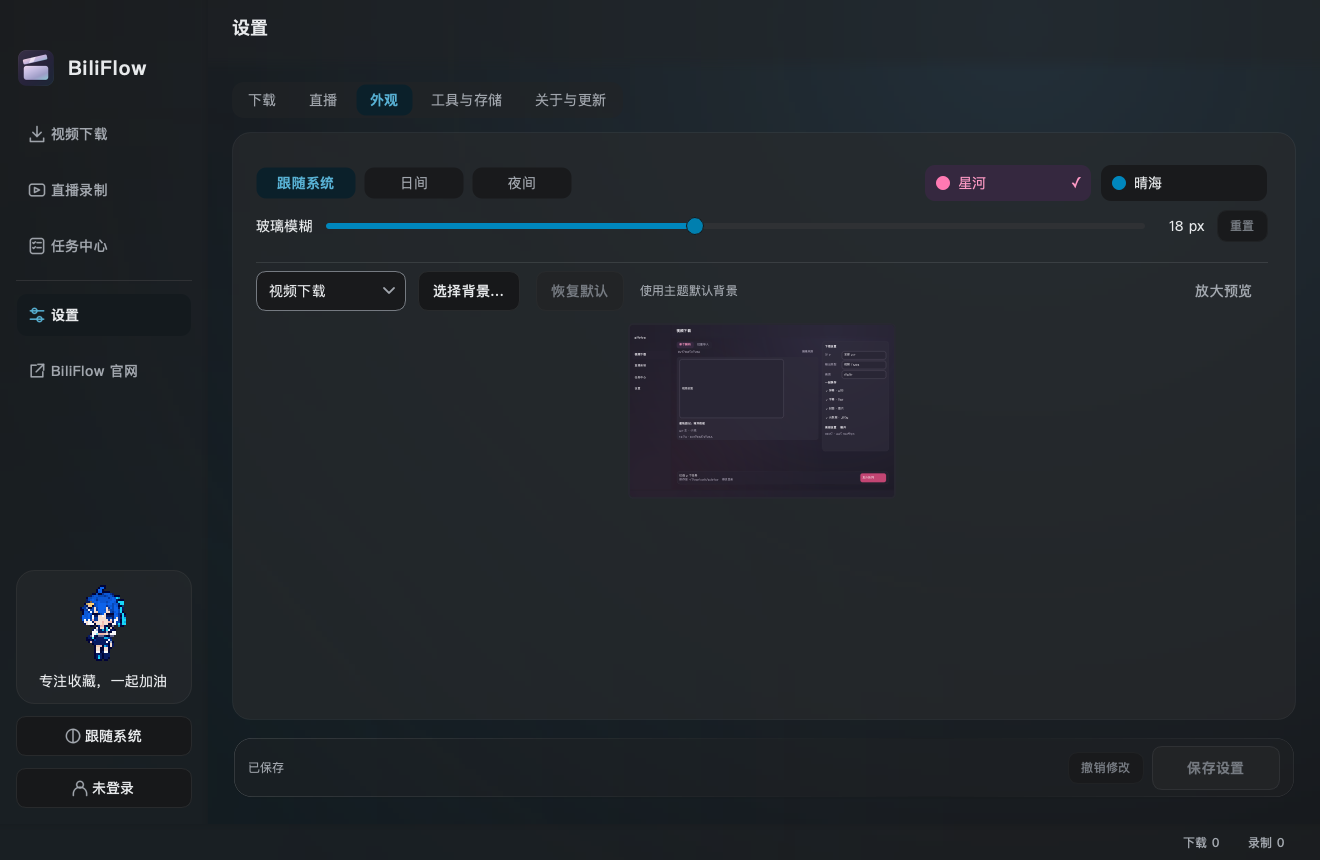 设置
BiliFlow
视频下载
直播录制
任务中心
设置
BiliFlow 官网
专注收藏，一起加油
跟随系统
未登录
下载 直播 外观 工具与存储 关于与更新
跟随系统 日间 夜间 星河 晴海
玻璃模糊 18 px 重置
视频下载 选择背景... 恢复默认 使用主题默认背景 放大预览
已保存 撤销修改 保存设置
下载 0 录制 0